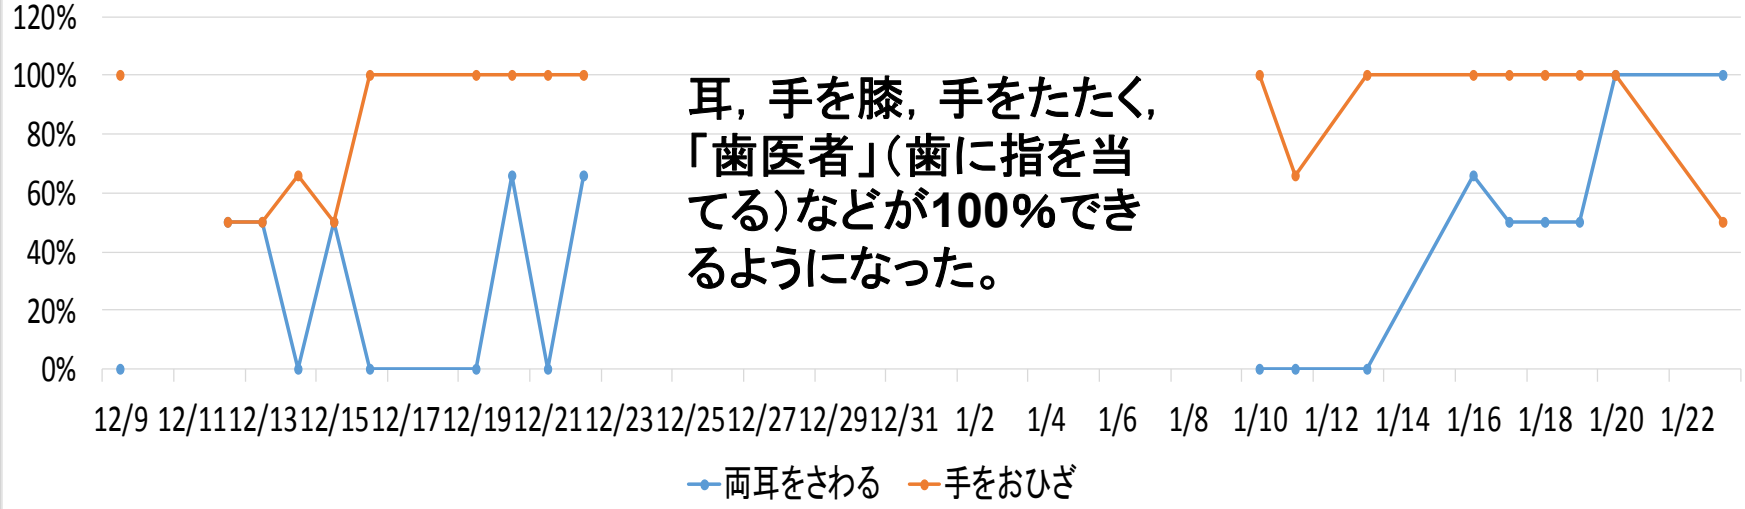 120%
100%
80%
60%
40%
20%
0%
耳，手を膝，手をたたく，
「歯医者」（歯に指を当
てる）などが100％でき
るようになった。
12/9 12/11 12/13 12/15 12/17 12/19 12/21 12/23 12/25 12/27 12/29 12/31 1/2 1/4 1/6 1/8 1/10 1/12 1/14 1/16 1/18 1/20 1/22
両耳をさわる 手をおひざ